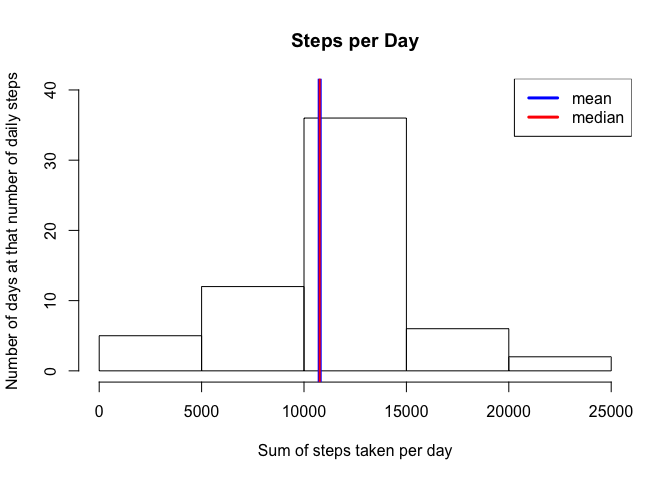 Steps per Day
mean
median
Number of days at that number of daily steps
40
30
20
10
0
0 5000 10000 15000 20000 25000
Sum of steps taken per day